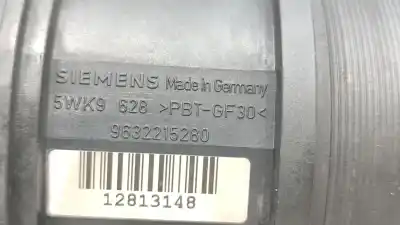 SIEMENS Made in Germany
5WK9 628 >PBT-GF30<
9632215280
12813148